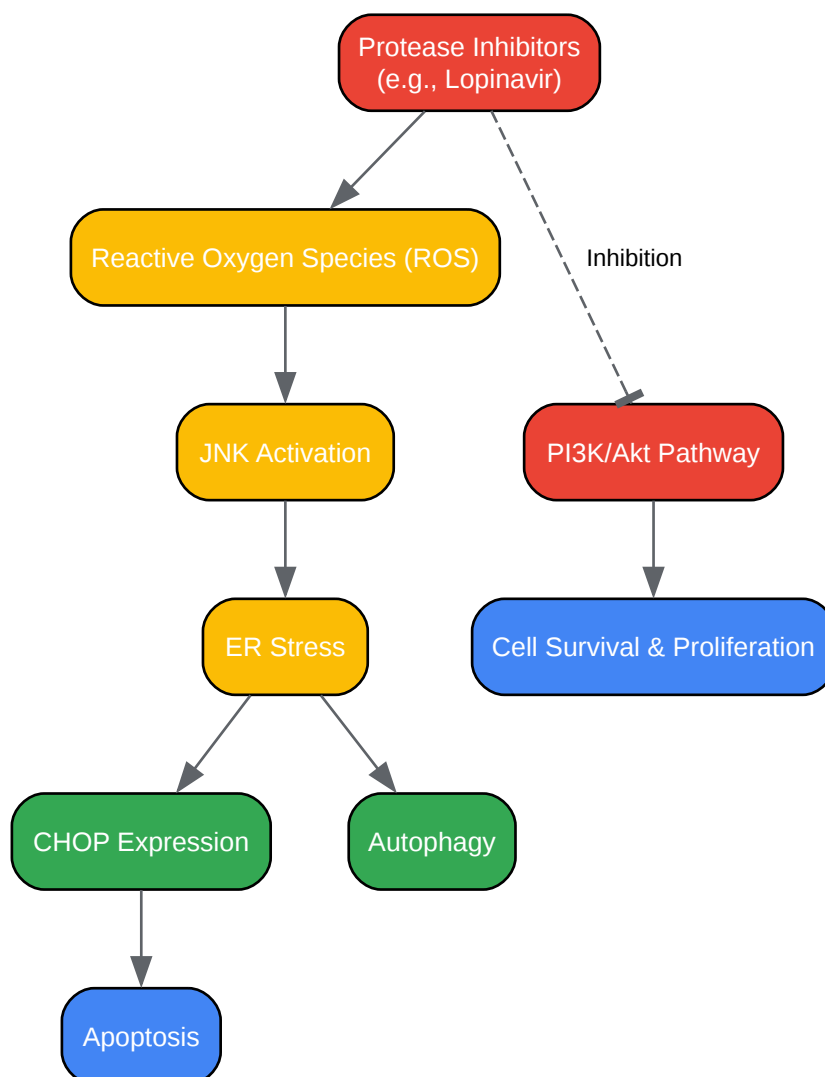 Protease Inhibitors
(e.g., Lopinavir)
Reactive Oxygen Species (ROS)
Inhibition
JNK Activation
PI3K/Akt Pathway
ER Stress
Cell Survival & Proliferation
CHOP Expression
Autophagy
Apoptosis